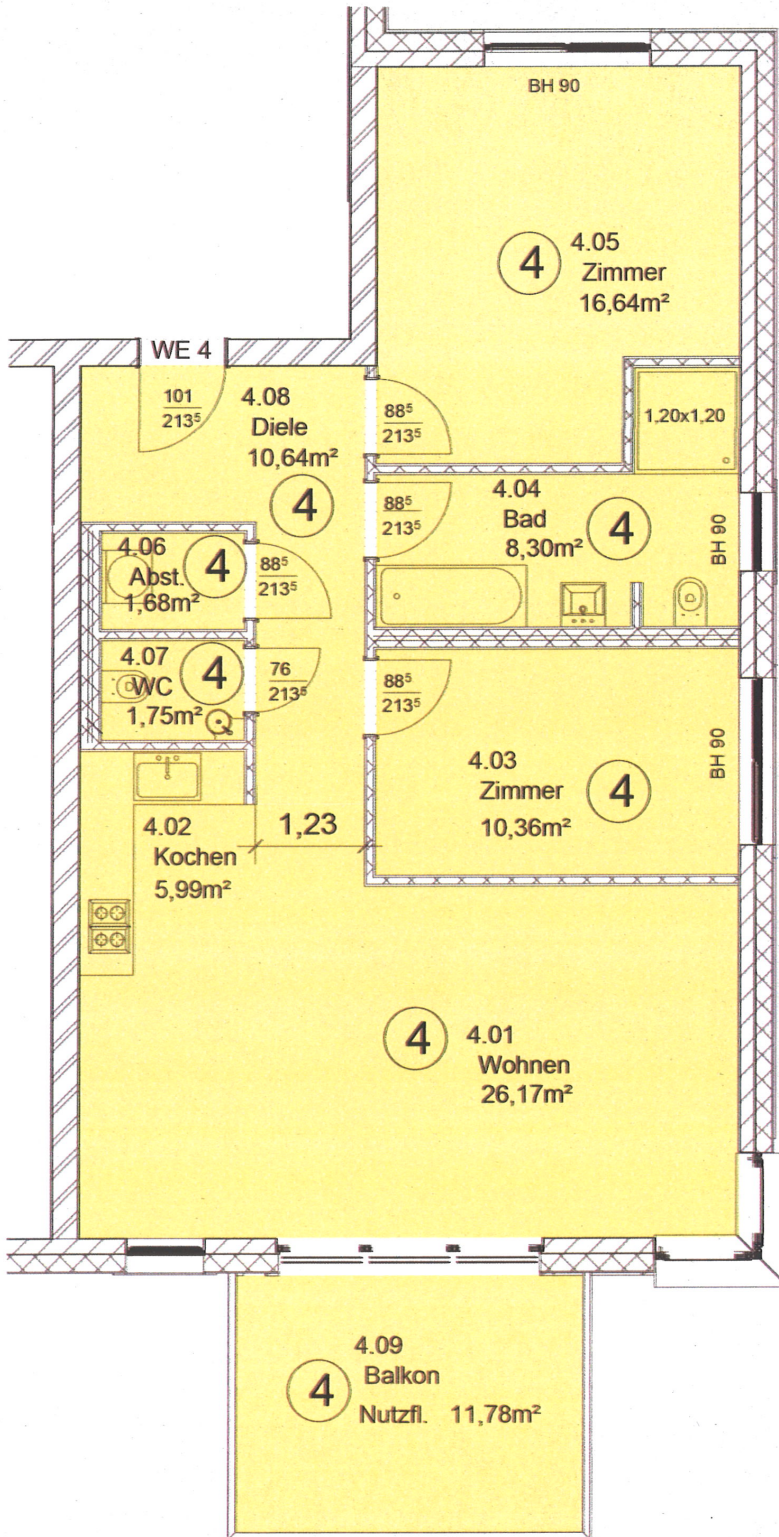 BH 90
4.05
4 Zimmer
16,64m²
WE 4
101
213⁵
4.08
Diele
10,64m²
4
88⁵
213⁵
1,20x1,20
88⁵
213⁵
4.04
Bad
8,30m²
4
BH 90
4.06
Abst.
1,68m²
4
88⁵
213⁵
4.07
WC
1,75m²
4
76
213⁵
88⁵
213⁵
4.03
Zimmer
10,36m²
4
BH 90
4.02
Kochen
5,99m²
1,23
4 4.01
Wohnen
26,17m²
4.09
Balkon
4
Nutzfl. 11,78m²